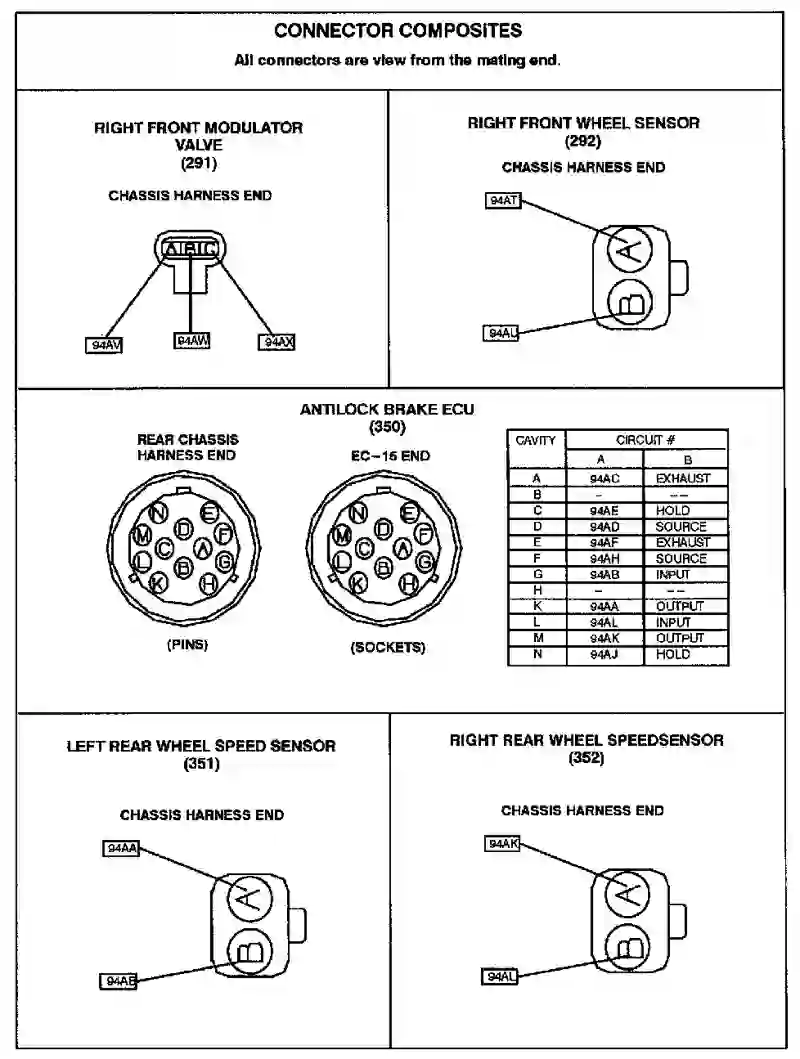 CONNECTOR COMPOSITES
All connectors are view from the mating end.
RIGHT FRONT MODULATOR
VALVE
(291)
CHASSIS HARNESS END
A B C
94AV
94AW
94AX
RIGHT FRONT WHEEL SENSOR
(292)
CHASSIS HARNESS END
94AT
A
B
94AU
ANTILOCK BRAKE ECU
(350)
REAR CHASSIS
HARNESS END
N E
M D F
C A
L B G
K H
(PINS)
EC-15 END
N E
M D F
C A
L B G
K H
(SOCKETS)
CAVITY CIRCUIT #
A B
A 94AC EXHAUST
B - --
C 94AE HOLD
D 94AD SOURCE
E 94AF EXHAUST
F 94AH SOURCE
G 94AB INPUT
H - --
K 94AA OUTPUT
L 94AL INPUT
M 94AK OUTPUT
N 94AJ HOLD
LEFT REAR WHEEL SPEED SENSOR
(351)
CHASSIS HARNESS END
94AA
A
B
94AB
RIGHT REAR WHEEL SPEEDSENSOR
(352)
CHASSIS HARNESS END
94AK
A
B
94AL